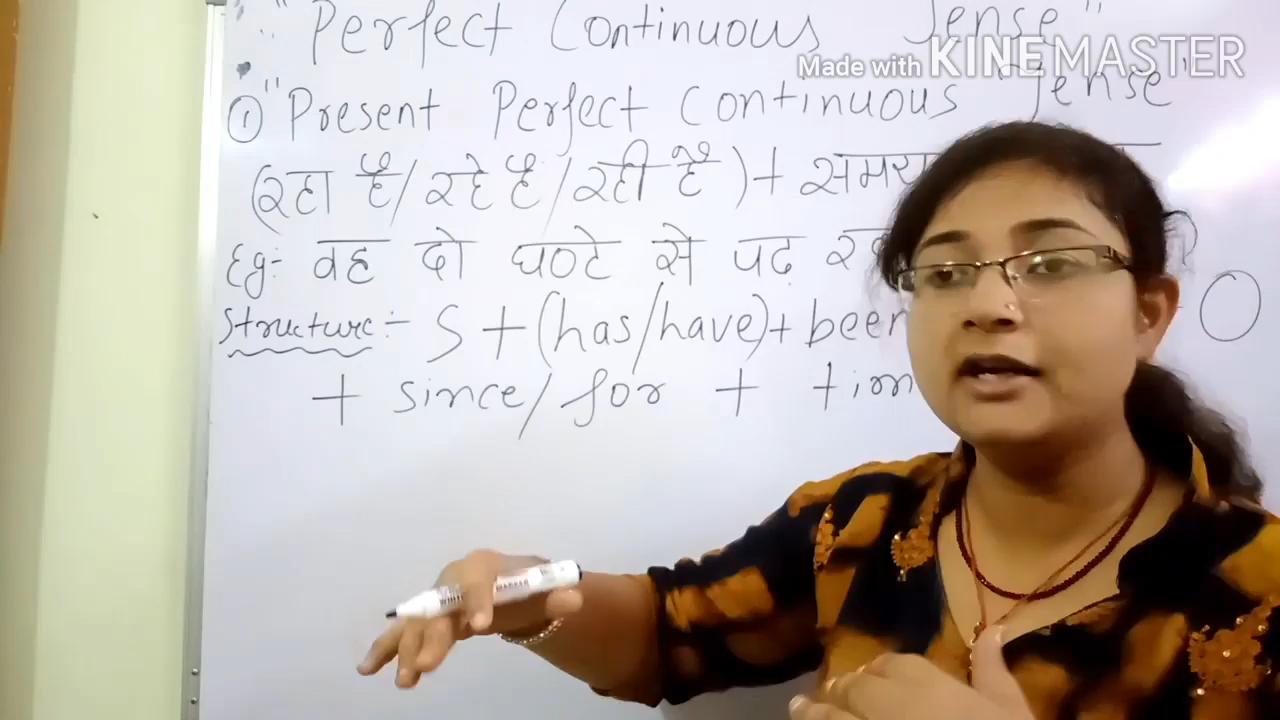 "Perfect Continuous Tense"
Made with KINEMASTER
① "Present Perfect Continuous Tense"
(रहा है/ रहे हैं/ रही है)+ समय
Eg:- वह दो घण्टे से पढ़
Structure:- S + (has/have)+ been O
+ since/ for +